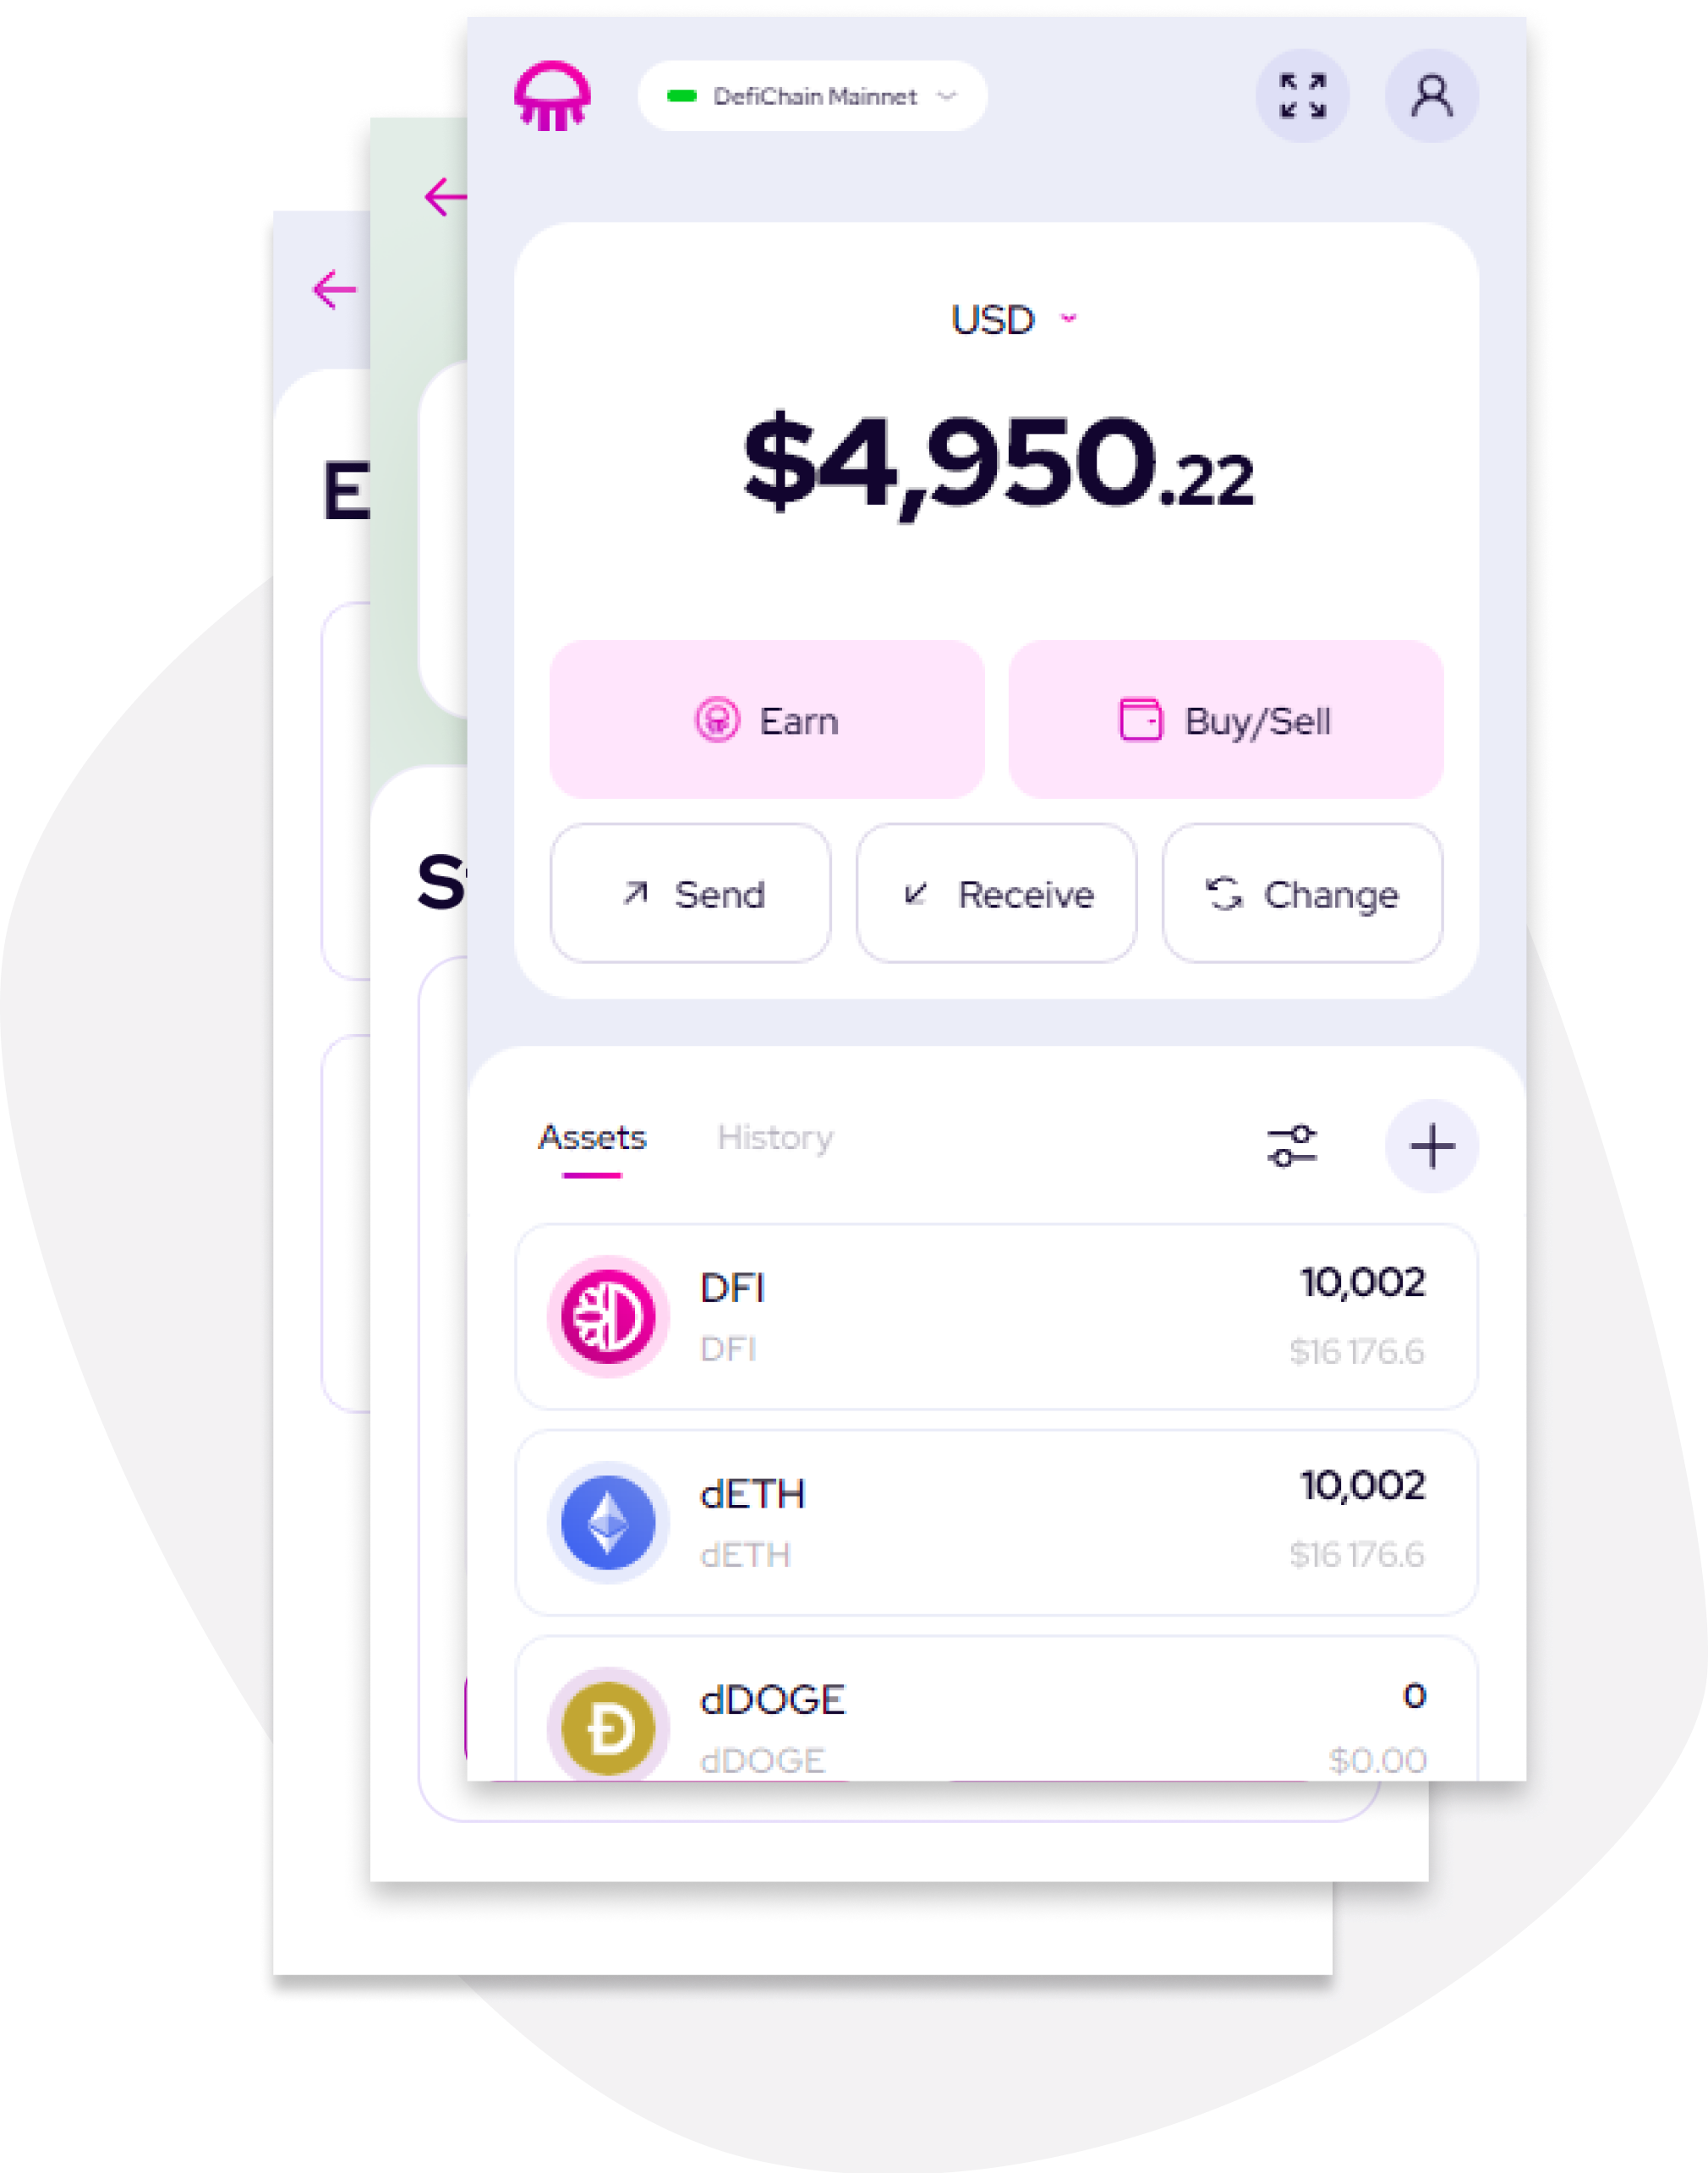 DefiChain Mainnet
USD
$4,950.22
Earn
Buy/Sell
Send
Receive
Change
Assets
History
DFI
10,002
DFI
$16 176.6
dETH
10,002
dETH
$16 176.6
dDOGE
0
dDOGE
$0.00